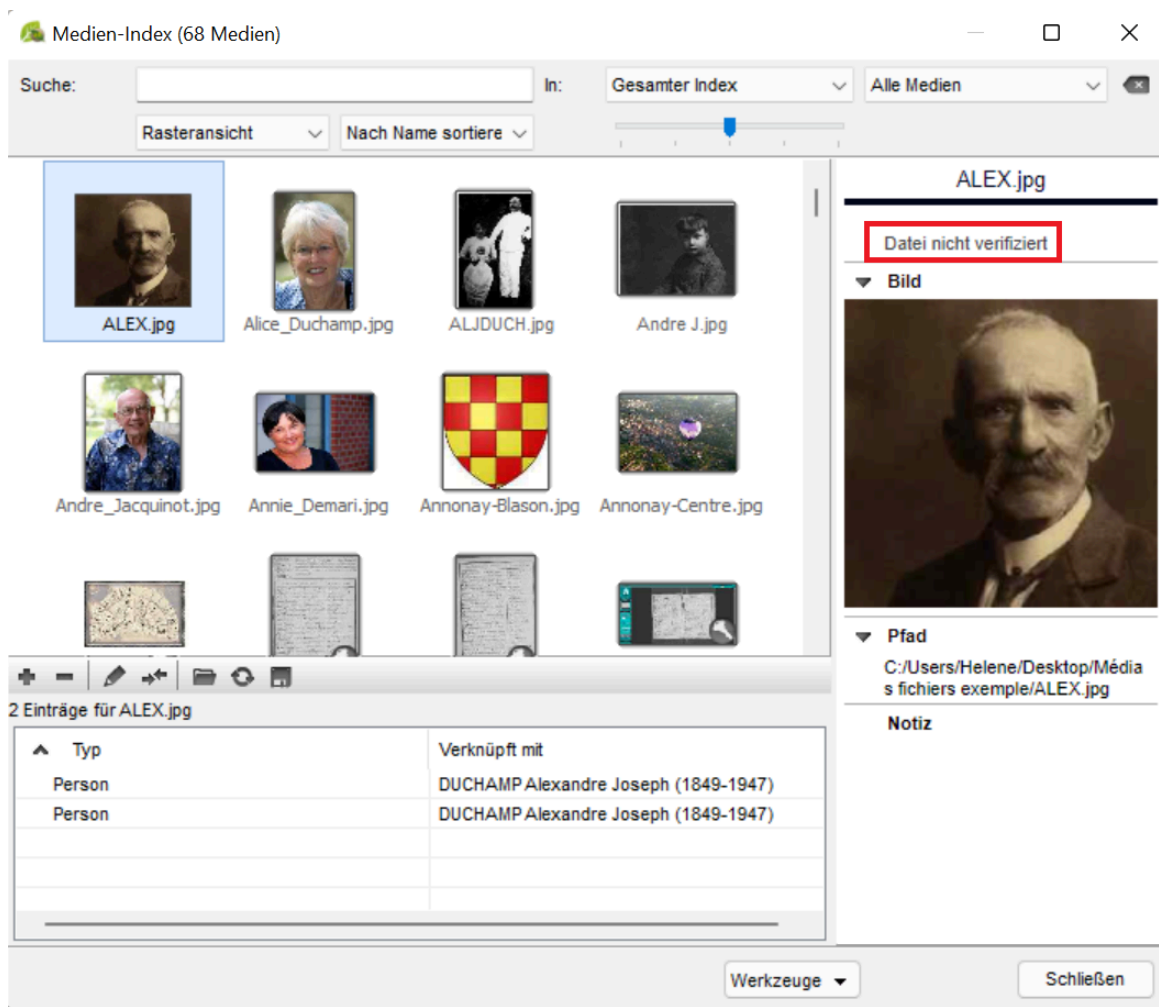 Medien-Index (68 Medien)
Suche:
In:
Gesamter Index
Alle Medien
Rasteransicht
Nach Name sortiere
ALEX.jpg
Alice_Duchamp.jpg
ALJDUCH.jpg
Andre J.jpg
Andre_Jacquinot.jpg
Annie_Demari.jpg
Annonay-Blason.jpg
Annonay-Centre.jpg
2 Einträge für ALEX.jpg
Typ
Verknüpft mit
Person
DUCHAMP Alexandre Joseph (1849-1947)
Person
DUCHAMP Alexandre Joseph (1849-1947)
ALEX.jpg
Datei nicht verifiziert
Bild
Pfad
C:/Users/Helene/Desktop/Média
s fichiers exemple/ALEX.jpg
Notiz
Werkzeuge
Schließen